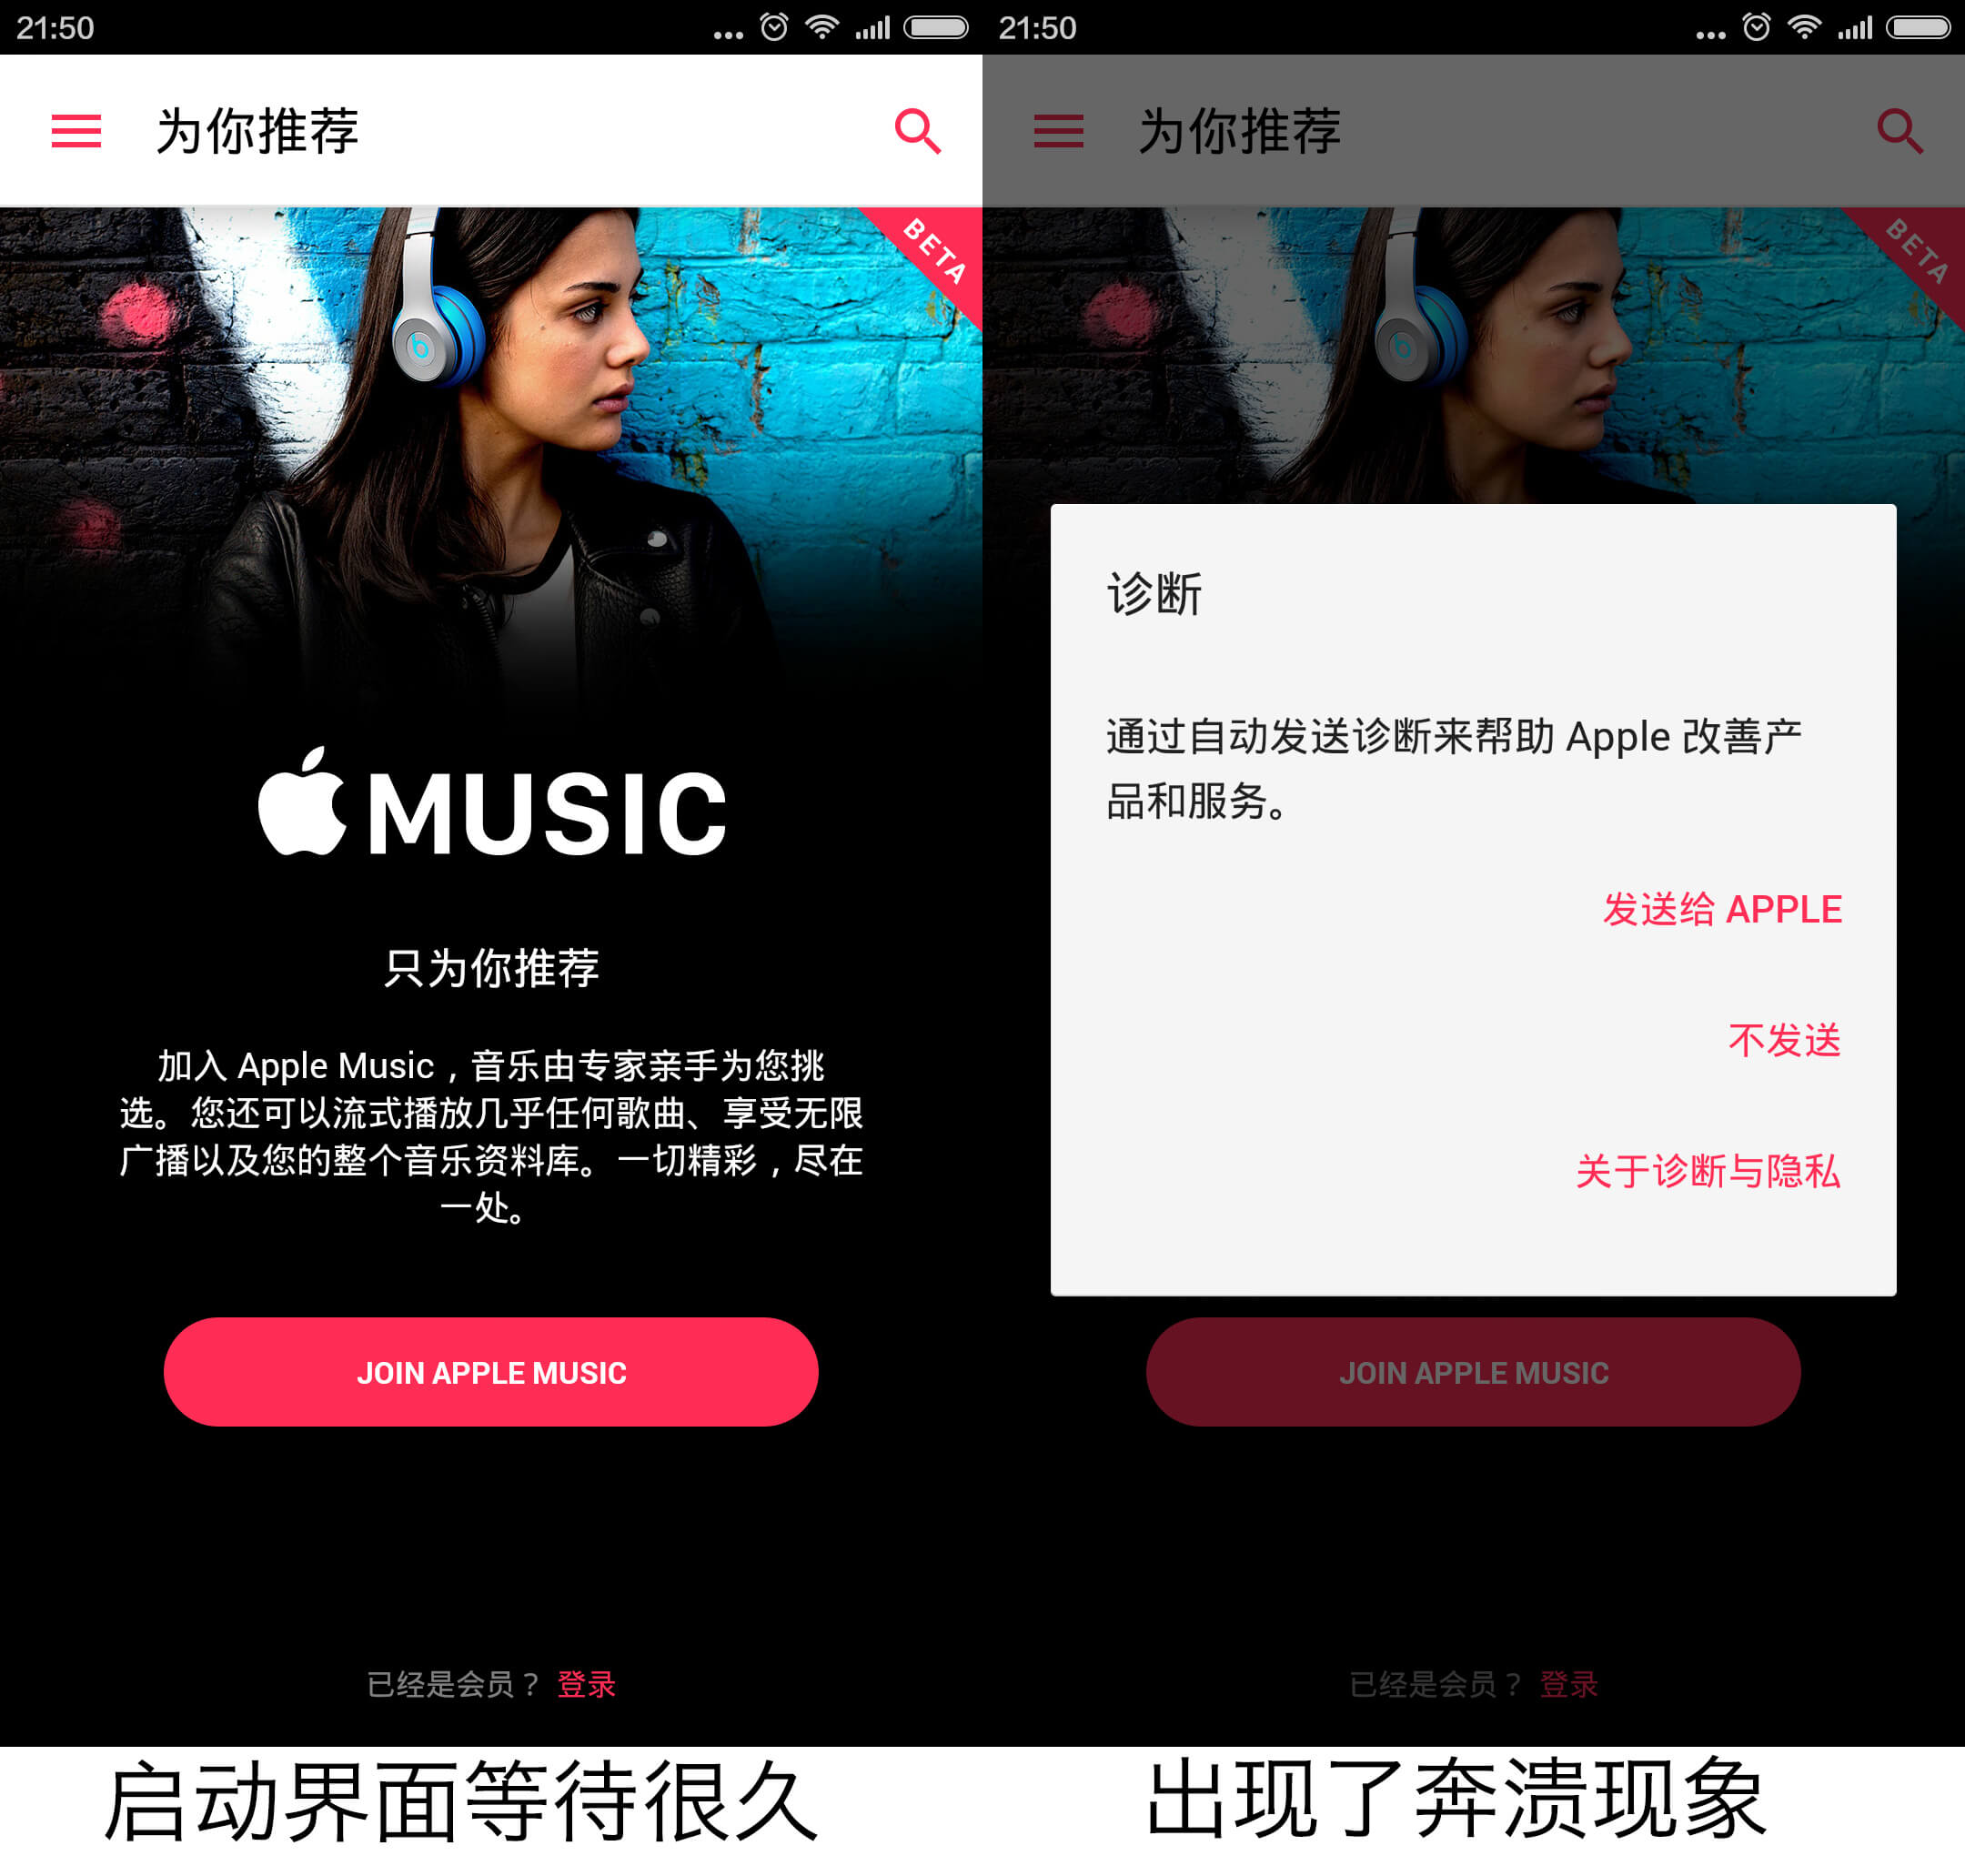 21:50
为你推荐
BETA
b
MUSIC
只为你推荐
加入 Apple Music，音乐由专家亲手为您挑
选。您还可以流式播放几乎任何歌曲、享受无限
广播以及您的整个音乐资料库。一切精彩，尽在
一处。
JOIN APPLE MUSIC
已经是会员？ 登录
启动界面等待很久
21:50
为你推荐
BETA
b
诊断
通过自动发送诊断来帮助 Apple 改善产
品和服务。
发送给 APPLE
不发送
关于诊断与隐私
JOIN APPLE MUSIC
已经是会员？ 登录
出现了奔溃现象